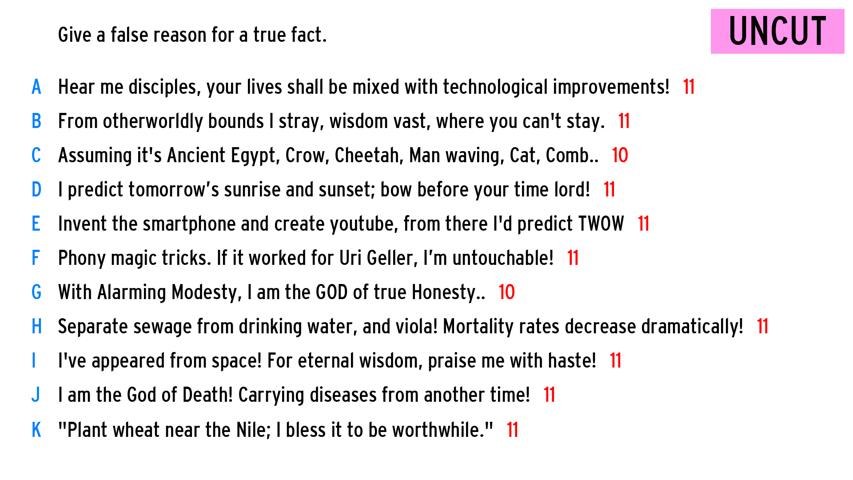 Give a false reason for a true fact.
UNCUT
A Hear me disciples, your lives shall be mixed with technological improvements! 11
B From otherworldly bounds I stray, wisdom vast, where you can't stay. 11
C Assuming it's Ancient Egypt, Crow, Cheetah, Man waving, Cat, Comb.. 10
D I predict tomorrow's sunrise and sunset; bow before your time lord! 11
E Invent the smartphone and create youtube, from there I'd predict TWOW 11
F Phony magic tricks. If it worked for Uri Geller, I'm untouchable! 11
G With Alarming Modesty, I am the GOD of true Honesty.. 10
H Separate sewage from drinking water, and viola! Mortality rates decrease dramatically! 11
I I've appeared from space! For eternal wisdom, praise me with haste! 11
J I am the God of Death! Carrying diseases from another time! 11
K "Plant wheat near the Nile; I bless it to be worthwhile." 11